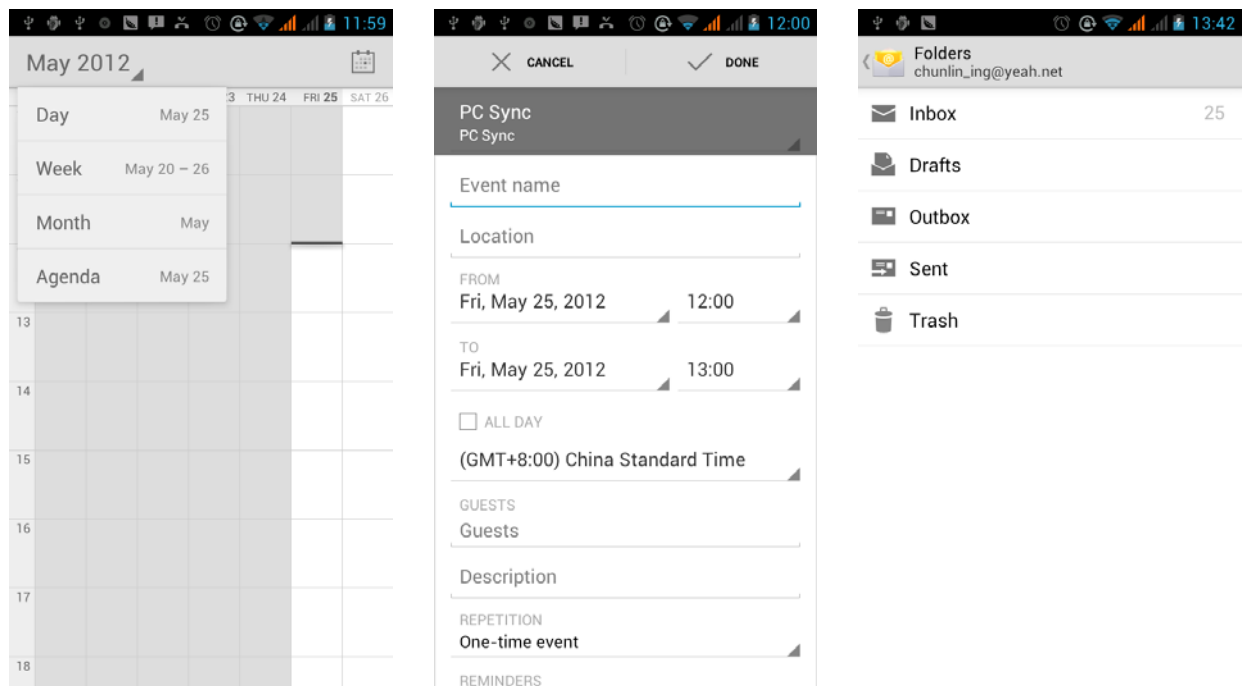 11:59
May 2012
23 THU 24 FRI 25 SAT 26
Day May 25
Week May 20 – 26
Month May
Agenda May 25
13
14
15
16
17
18
12:00
CANCEL DONE
PC Sync
PC Sync
Event name
Location
FROM
Fri, May 25, 2012 12:00
TO
Fri, May 25, 2012 13:00
ALL DAY
(GMT+8:00) China Standard Time
GUESTS
Guests
Description
REPETITION
One-time event
REMINDERS
13:42
Folders
chunlin_ing@yeah.net
Inbox 25
Drafts
Outbox
Sent
Trash